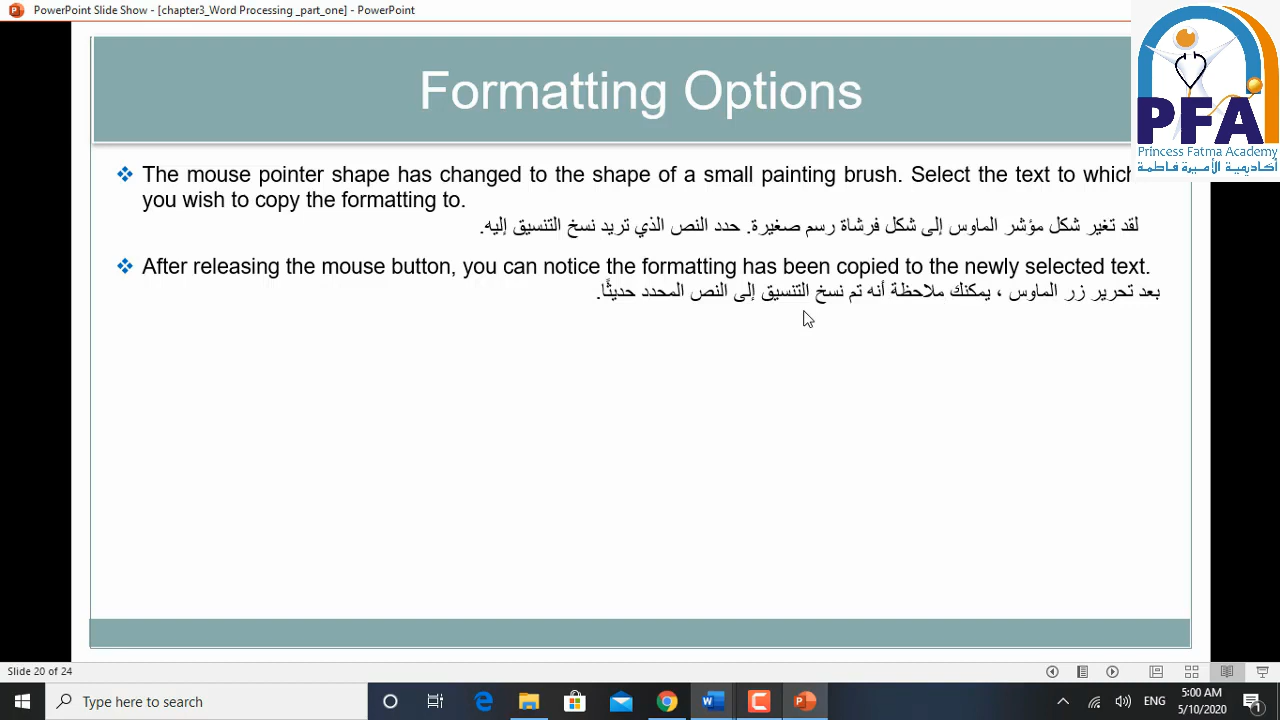 PowerPoint Slide Show - [chapter3_Word Processing _part_one] - PowerPoint
PFA
Princess Fatma Academy
أكاديمية الأميرة فاطمة
Formatting Options
The mouse pointer shape has changed to the shape of a small painting brush. Select the text to which
you wish to copy the formatting to.
لقد تغير شكل مؤشر الماوس إلى شكل فرشاة رسم صغيرة. حدد النص الذي تريد نسخ التنسيق إليه.
After releasing the mouse button, you can notice the formatting has been copied to the newly selected text.
بعد تحرير زر الماوس ، يمكنك ملاحظة أنه تم نسخ التنسيق إلى النص المحدد حديثًا.
Slide 20 of 24
Type here to search
ENG
5:00 AM
5/10/2020
1